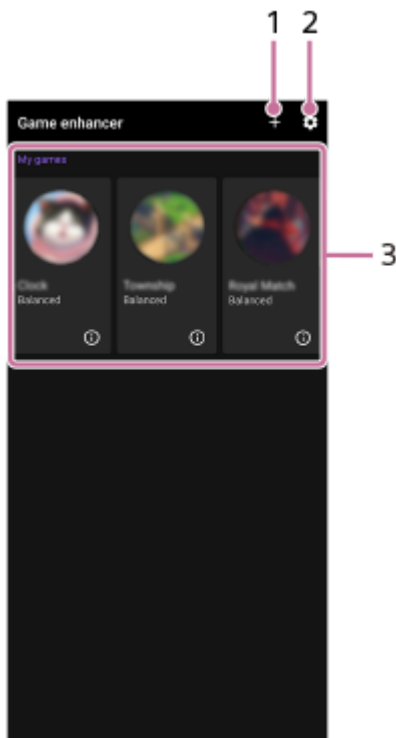 1 2
Game enhancer
My games
3
Clock Township Royal Match
Balanced Balanced Balanced